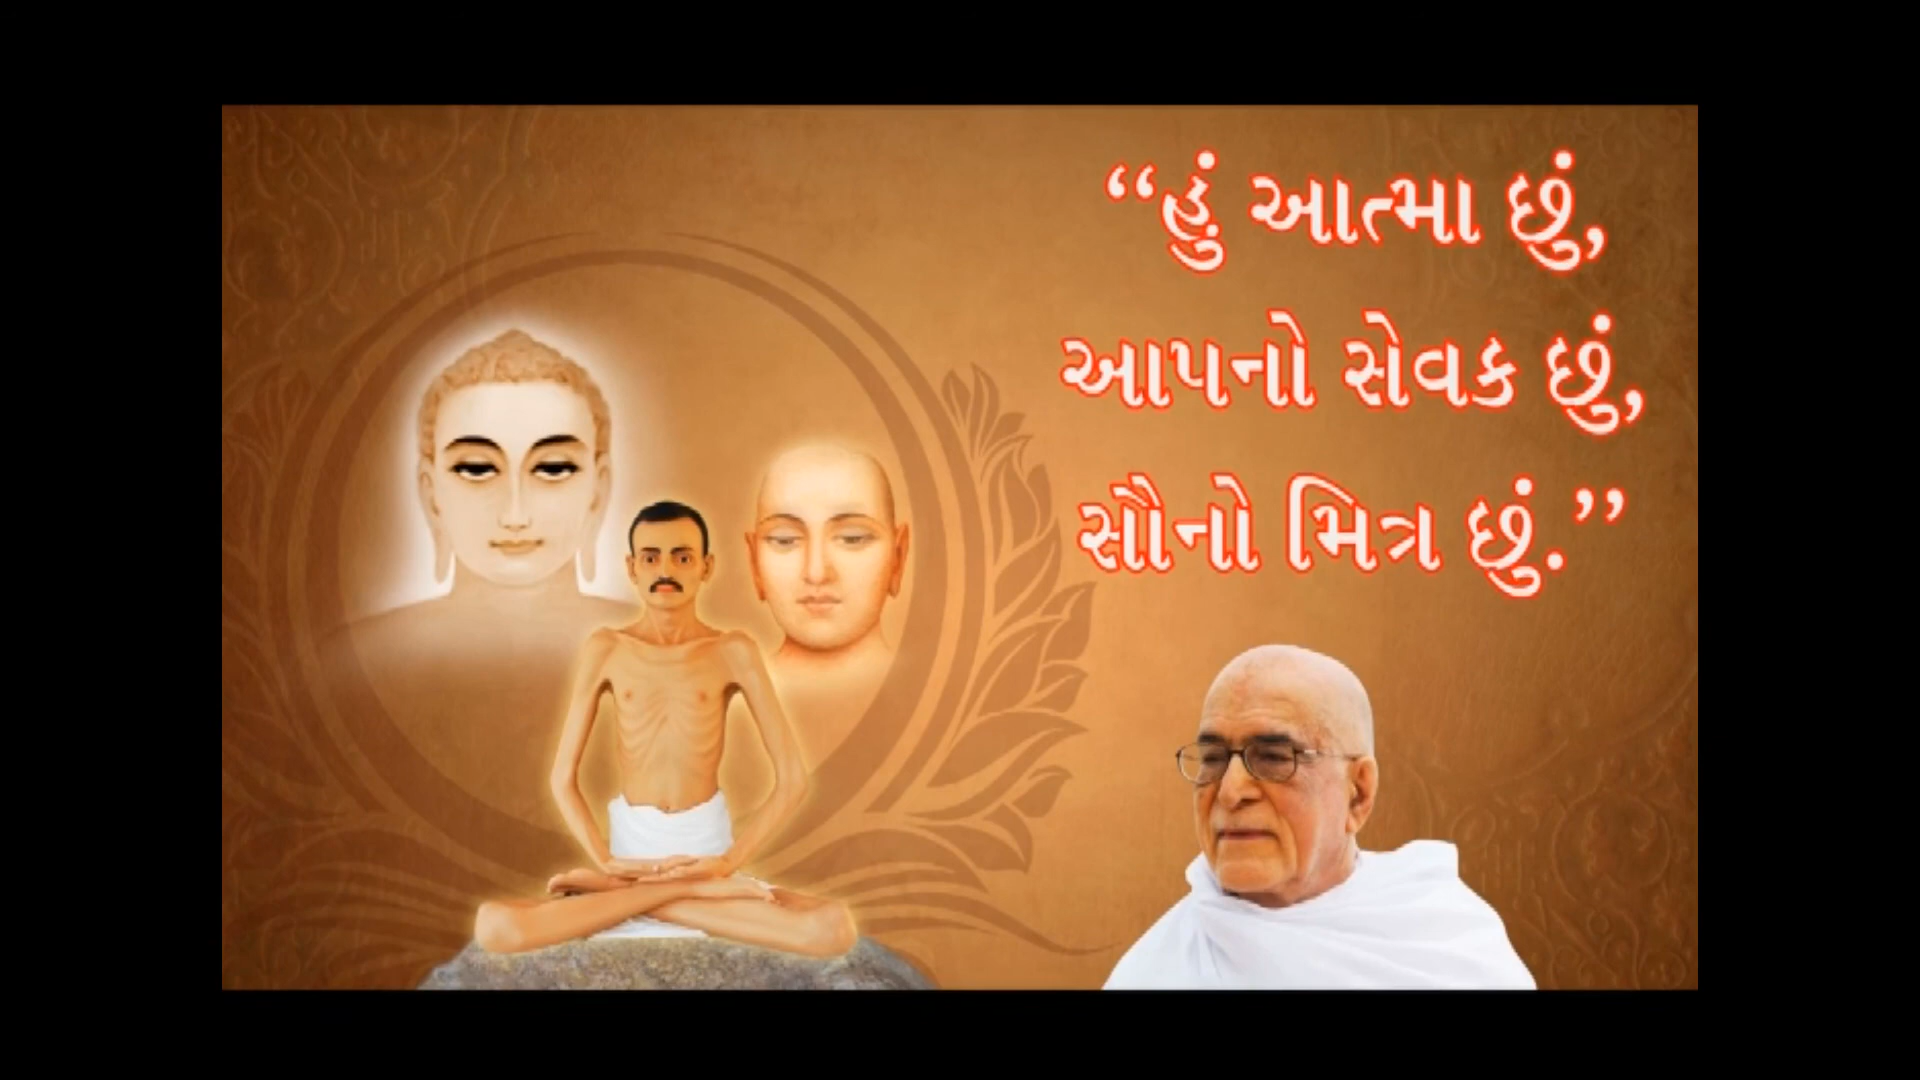 “હું આત્મા છું,
આપનો સેવક છું,
સૌનો મિત્ર છું.”